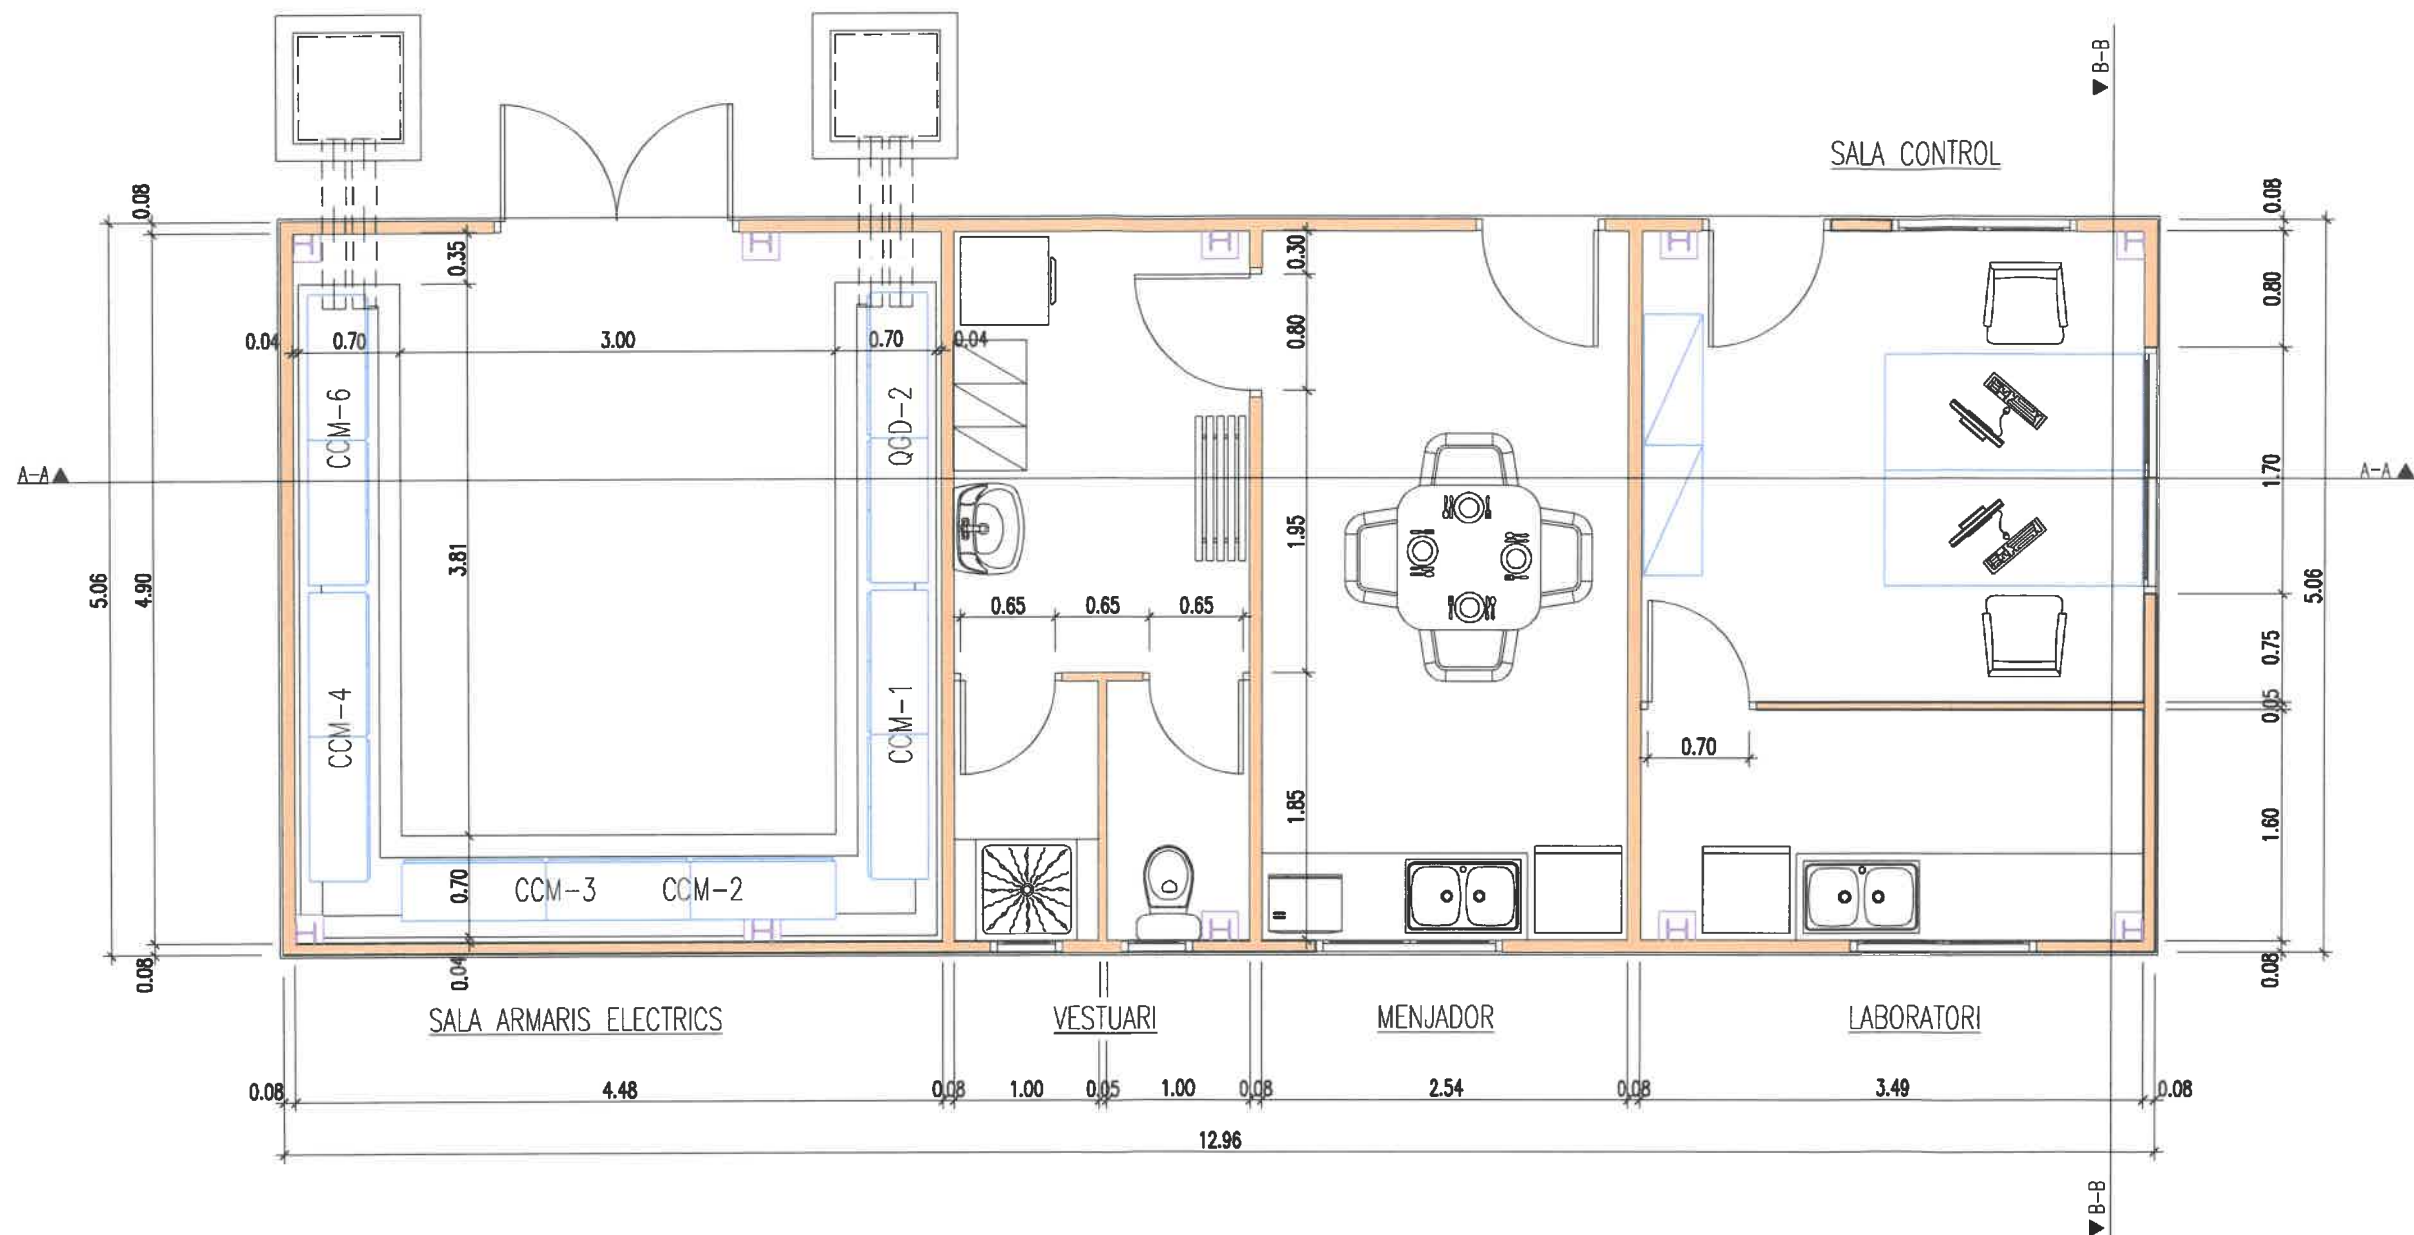 ▼B-B
SALA CONTROL
0.08
0.08
0.35
0.30
0.80
0.04
0.70
3.00
0.70
0.04
0.80
CCM-6
QGD-2
A-A▲
A-A▲
1.70
5.06
4.90
3.81
1.95
5.06
0.65
0.65
0.65
0.75
CCM-4
CCM-1
0.05
0.70
1.85
1.60
0.70
CCM-3
CCM-2
0.08
0.04
0.08
SALA ARMARIS ELECTRICS
VESTUARI
MENJADOR
LABORATORI
0.08
4.48
0.08
1.00
0.05
1.00
0.08
2.54
0.08
3.49
0.08
12.96
▼B-B